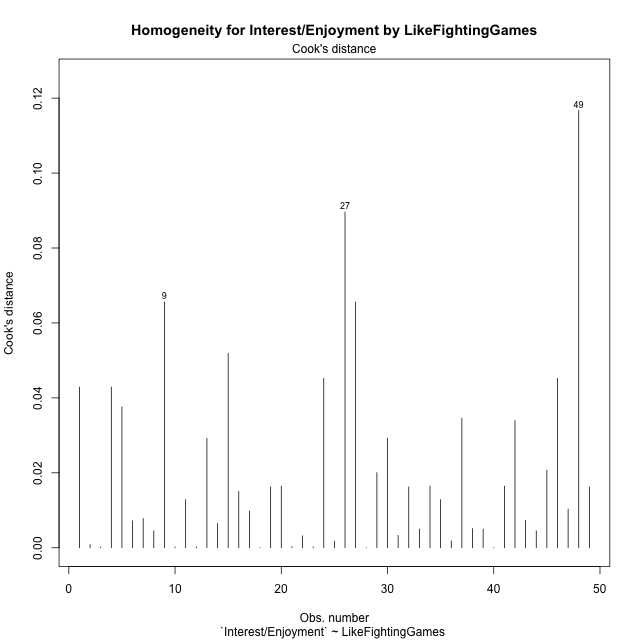 Homogeneity for Interest/Enjoyment by LikeFightingGames
Cook's distance
0.12
0.10
0.08
0.06
0.04
0.02
0.00
Cook's distance
9
27
49
0 10 20 30 40 50
Obs. number
`Interest/Enjoyment` ~ LikeFightingGames